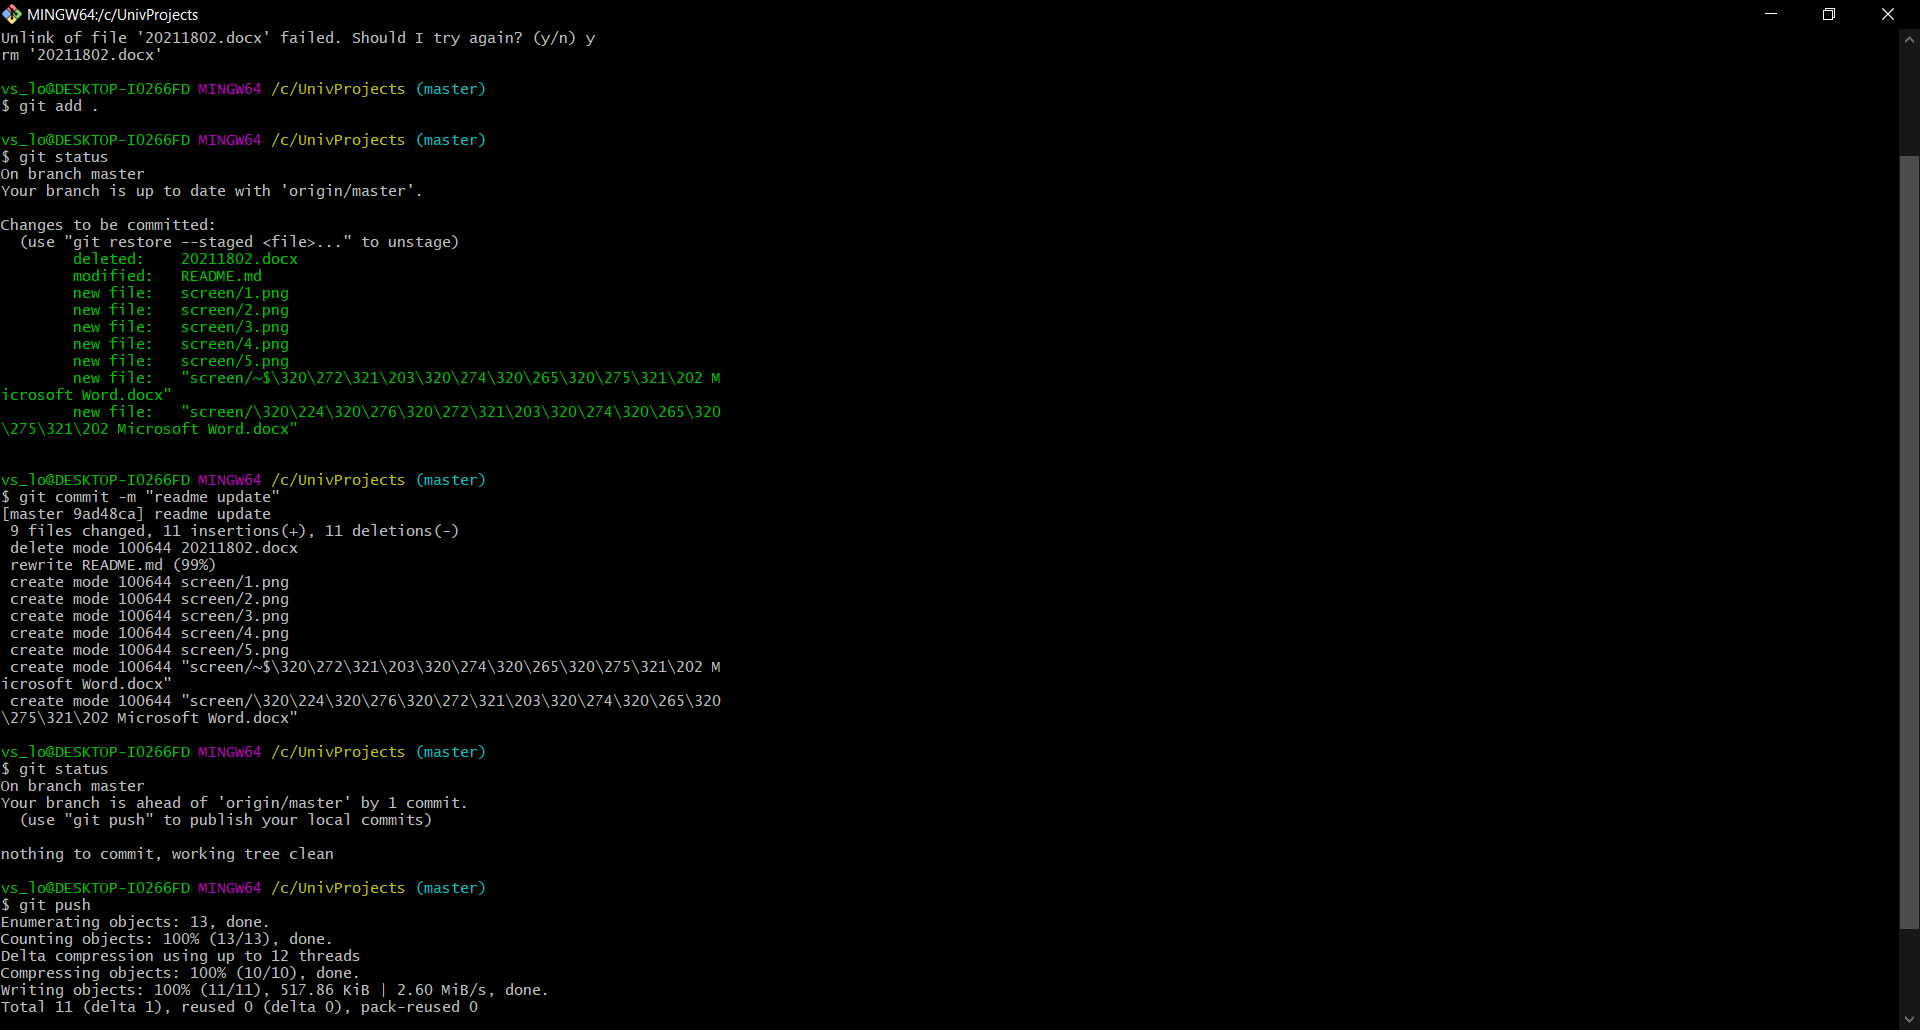 MINGW64:/c/UnivProjects
Unlink of file '20211802.docx' failed. Should I try again? (y/n) y
rm '20211802.docx'
vs_lo@DESKTOP-IO266FD MINGW64 /c/UnivProjects (master)
$ git add .
vs_lo@DESKTOP-IO266FD MINGW64 /c/UnivProjects (master)
$ git status
On branch master
Your branch is up to date with 'origin/master'.
Changes to be committed:
  (use "git restore --staged <file>..." to unstage)
        deleted:    20211802.docx
        modified:   README.md
        new file:   screen/1.png
        new file:   screen/2.png
        new file:   screen/3.png
        new file:   screen/4.png
        new file:   screen/5.png
        new file:   "screen/~$\320\272\321\203\320\274\320\265\320\275\321\202 M
icrosoft Word.docx"
        new file:   "screen/\320\224\320\276\320\272\321\203\320\274\320\265\320
\275\321\202 Microsoft Word.docx"
vs_lo@DESKTOP-IO266FD MINGW64 /c/UnivProjects (master)
$ git commit -m "readme update"
[master 9ad48ca] readme update
 9 files changed, 11 insertions(+), 11 deletions(-)
 delete mode 100644 20211802.docx
 rewrite README.md (99%)
 create mode 100644 screen/1.png
 create mode 100644 screen/2.png
 create mode 100644 screen/3.png
 create mode 100644 screen/4.png
 create mode 100644 screen/5.png
 create mode 100644 "screen/~$\320\272\321\203\320\274\320\265\320\275\321\202 M
icrosoft Word.docx"
 create mode 100644 "screen/\320\224\320\276\320\272\321\203\320\274\320\265\320
\275\321\202 Microsoft Word.docx"
vs_lo@DESKTOP-IO266FD MINGW64 /c/UnivProjects (master)
$ git status
On branch master
Your branch is ahead of 'origin/master' by 1 commit.
  (use "git push" to publish your local commits)
nothing to commit, working tree clean
vs_lo@DESKTOP-IO266FD MINGW64 /c/UnivProjects (master)
$ git push
Enumerating objects: 13, done.
Counting objects: 100% (13/13), done.
Delta compression using up to 12 threads
Compressing objects: 100% (10/10), done.
Writing objects: 100% (11/11), 517.86 KiB | 2.60 MiB/s, done.
Total 11 (delta 1), reused 0 (delta 0), pack-reused 0